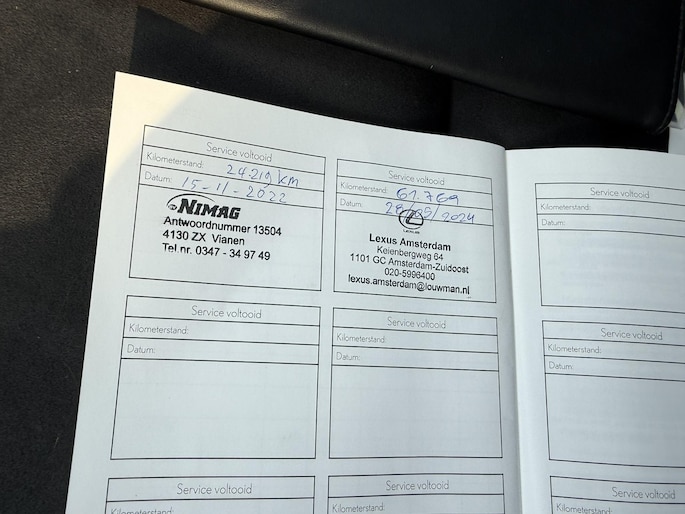 Service voltooid
Kilometerstand: 24219 KM
Datum: 15-11-2022
NIMAG
Antwoordnummer 13504
4130 ZX Vianen
Tel.nr. 0347 - 34 97 49
Service voltooid
Kilometerstand: 61.769
Datum: 28/05/2024
LEXUS
Lexus Amsterdam
Keienbergweg 64
1101 GC Amsterdam-Zuidoost
020-5996400
lexus.amsterdam@louwman.nl
Service voltooid
Kilometerstand:
Datum:
Service voltooid
Kilometerstand:
Datum:
Service voltooid
Kilometerstand
Datum:
Service voltooid
Kilometerstand:
Datum:
Service voltooid
Kilometerstand:
Service voltooid
Kilometerstand:
Service voltooid
Kilometerstand: